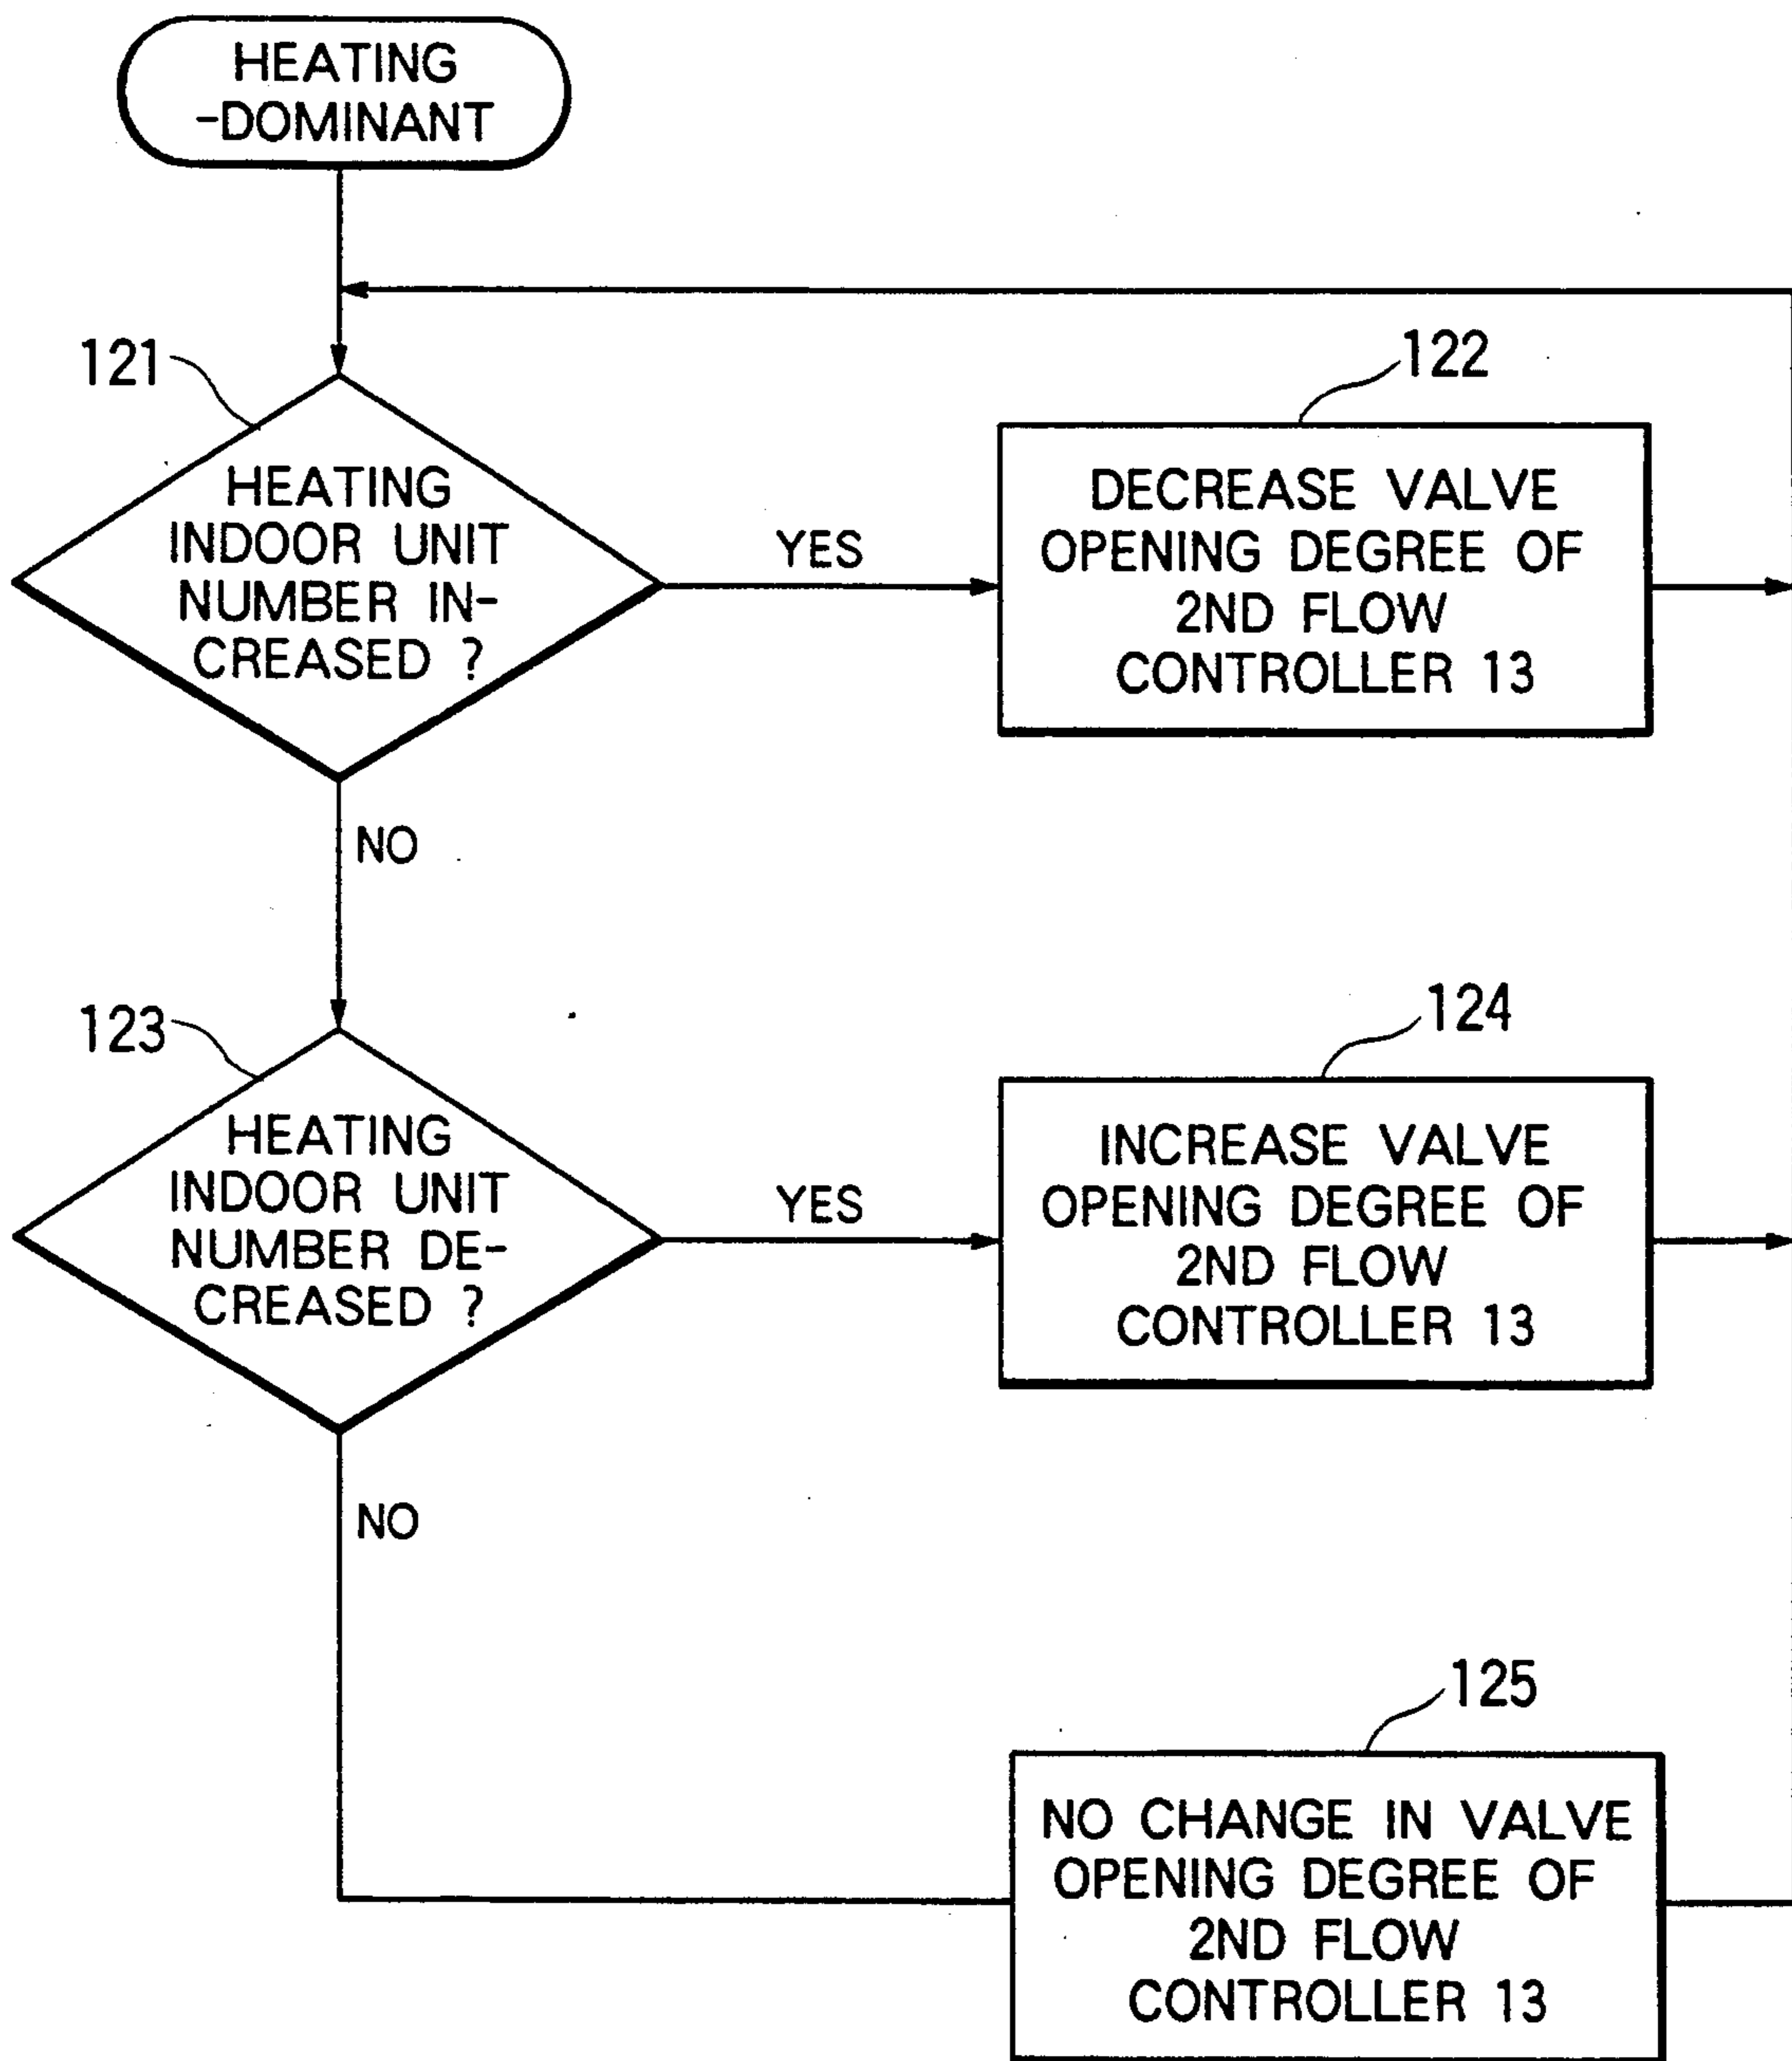 HEATING
-DOMINANT
121
122
HEATING
INDOOR UNIT
NUMBER IN-
CREASED ?
YES
DECREASE VALVE
OPENING DEGREE OF
2ND FLOW
CONTROLLER 13
NO
123
124
HEATING
INDOOR UNIT
NUMBER DE-
CREASED ?
YES
INCREASE VALVE
OPENING DEGREE OF
2ND FLOW
CONTROLLER 13
NO
125
NO CHANGE IN VALVE
OPENING DEGREE OF
2ND FLOW
CONTROLLER 13